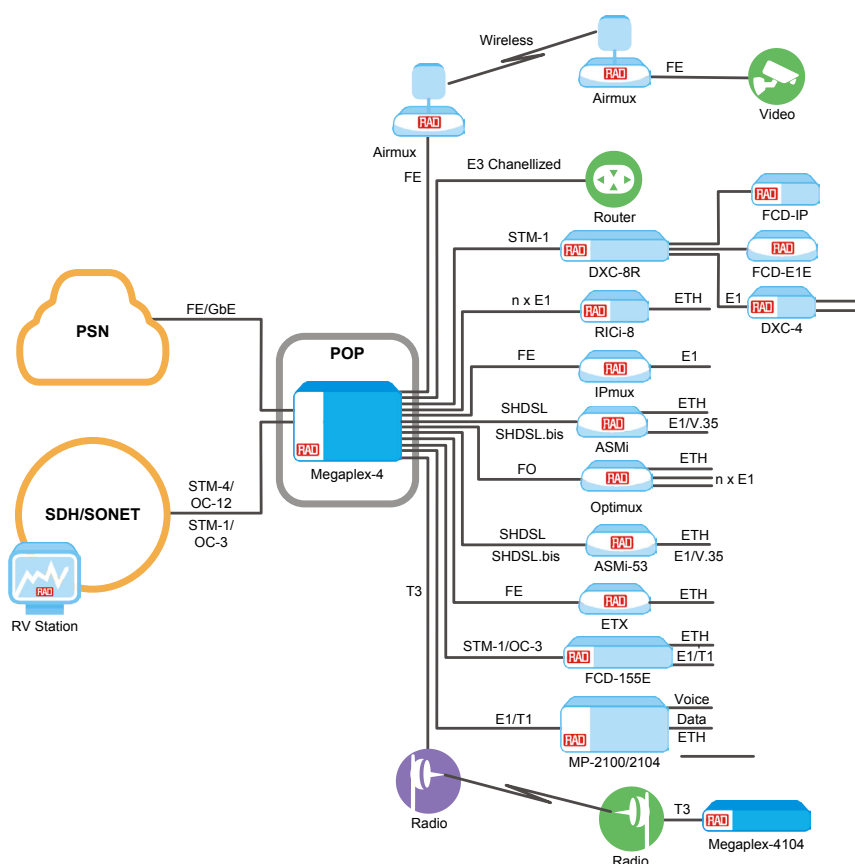 Wireless
RAD
FE
Airmux
Video
RAD
Airmux
FE
E3 Chanellized
Router
RAD
FCD-IP
STM-1
RAD
DXC-8R
RAD
FCD-E1E
n x E1
RAD
RICi-8
ETH
E1
RAD
DXC-4
FE/GbE
PSN
POP
FE
RAD
IPmux
E1
RAD
Megaplex-4
SHDSL
SHDSL.bis
RAD
ASMi
ETH
E1/V.35
FO
RAD
Optimux
ETH
n x E1
STM-4/
OC-12
STM-1/
OC-3
SDH/SONET
RAD
RV Station
SHDSL
SHDSL.bis
RAD
ASMi-53
ETH
E1/V.35
T3
FE
RAD
ETX
ETH
STM-1/OC-3
RAD
FCD-155E
ETH
E1/T1
E1/T1
RAD
MP-2100/2104
Voice
Data
ETH
Radio
Radio
T3
RAD
Megaplex-4104